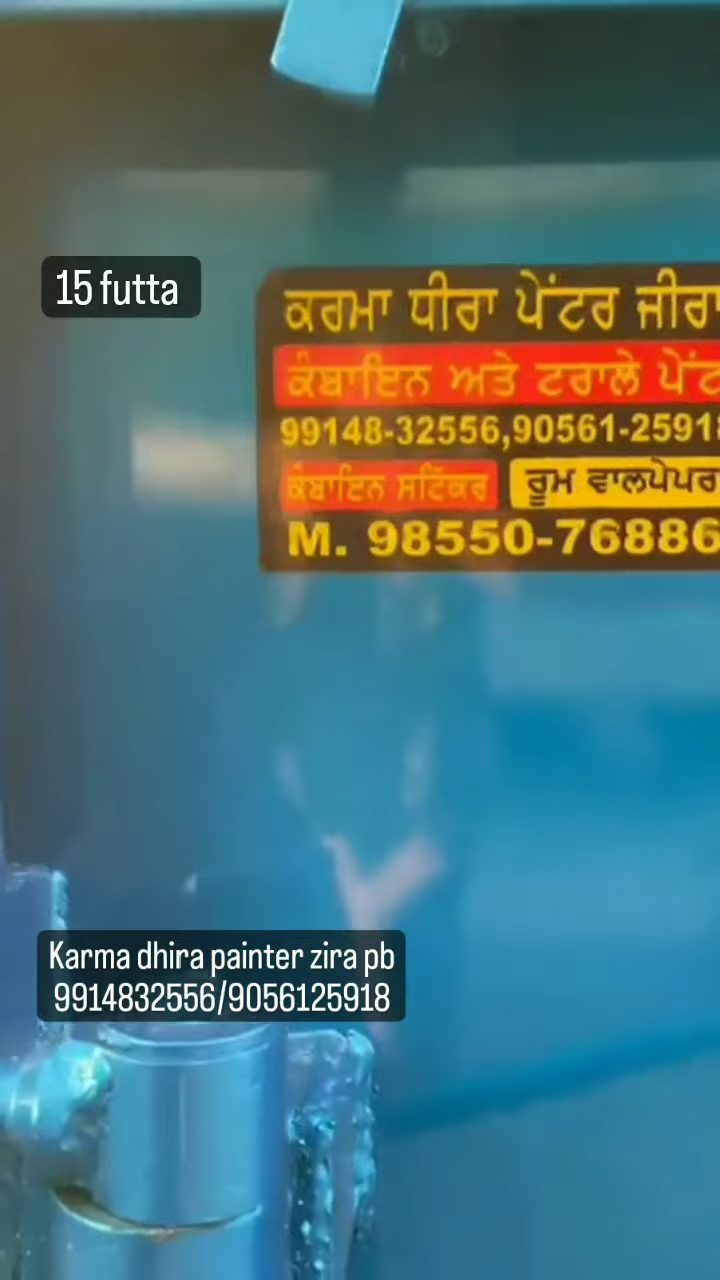 15 futta
ਕਰਮਾ ਧੀਰਾ ਪੇਂਟਰ ਜੀਰਾ
ਕੰਬਾਇਨ ਅਤੇ ਟਰਾਲੇ ਪੇਂਟ
99148-32556,90561-25918
ਕੰਬਾਇਨ ਸਟਿੱਕਰ ਰੂਮ ਵਾਲਪੇਪਰ
M. 98550-76886
Karma dhira painter zira pb
9914832556/9056125918